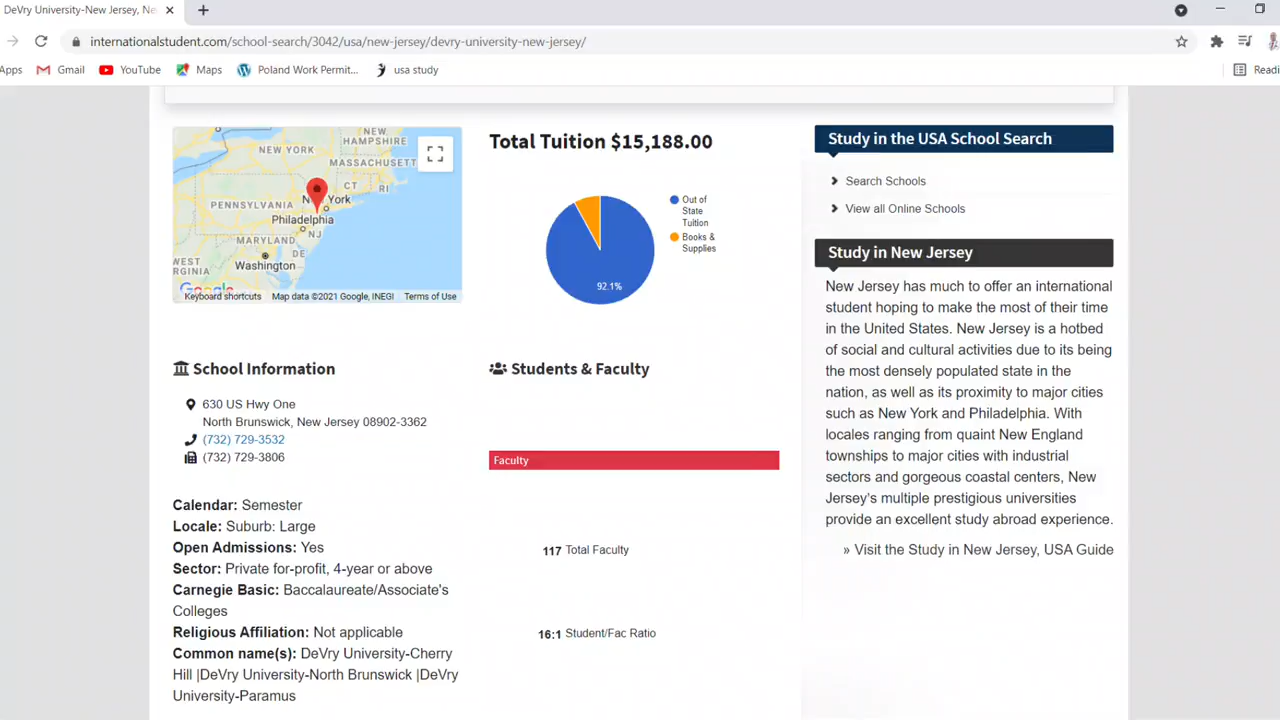 DeVry University-New Jersey, Ne
internationalstudent.com/school-search/3042/usa/new-jersey/devry-university-new-jersey/
Apps
Gmail
YouTube
Maps
Poland Work Permit...
usa study
Readi
NEW HAMPSHIRE
NEW YORK
MASSACHUSETT
CT
RI
PENNSYLVANIA
New York
Philadelphia
NJ
MARYLAND
DE
WEST
RGINIA
Washington
Google
Keyboard shortcuts
Map data ©2021 Google, INEGI
Terms of Use
Total Tuition $15,188.00
92.1%
Out of
State
Tuition
Books &
Supplies
School Information
630 US Hwy One
North Brunswick, New Jersey 08902-3362
(732) 729-3532
(732) 729-3806
Calendar: Semester
Locale: Suburb: Large
Open Admissions: Yes
Sector: Private for-profit, 4-year or above
Carnegie Basic: Baccalaureate/Associate's
Colleges
Religious Affiliation: Not applicable
Common name(s): DeVry University-Cherry
Hill |DeVry University-North Brunswick |DeVry
University-Paramus
Students & Faculty
Faculty
117 Total Faculty
16:1 Student/Fac Ratio
Study in the USA School Search
Search Schools
View all Online Schools
Study in New Jersey
New Jersey has much to offer an international
student hoping to make the most of their time
in the United States. New Jersey is a hotbed
of social and cultural activities due to its being
the most densely populated state in the
nation, as well as its proximity to major cities
such as New York and Philadelphia. With
locales ranging from quaint New England
townships to major cities with industrial
sectors and gorgeous coastal centers, New
Jersey's multiple prestigious universities
provide an excellent study abroad experience.
» Visit the Study in New Jersey, USA Guide